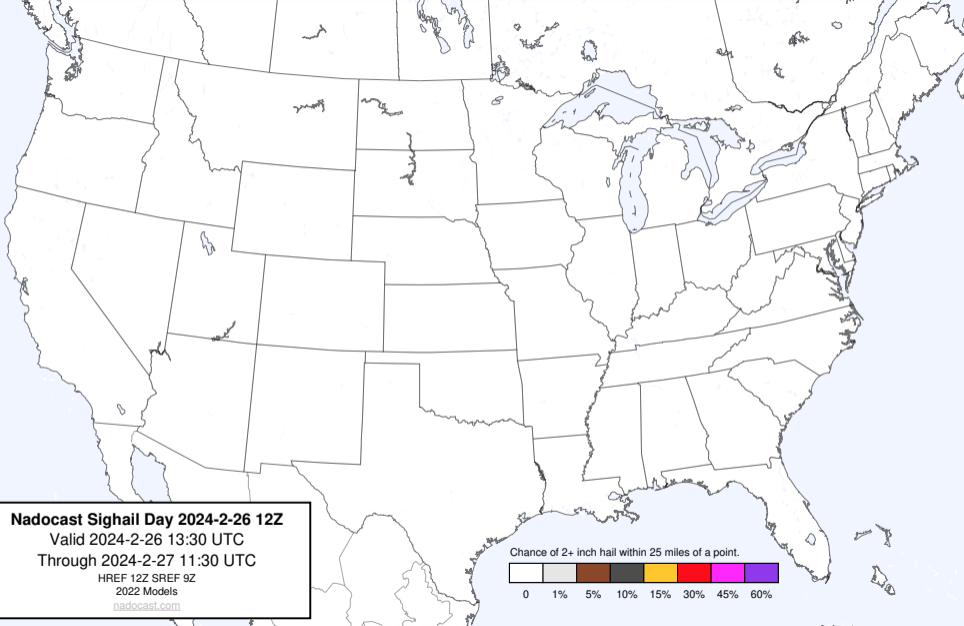 Nadocast Sighail Day 2024-2-26 12Z
Valid 2024-2-26 13:30 UTC
Through 2024-2-27 11:30 UTC
HREF 12Z SREF 9Z
2022 Models
nadocast.com
Chance of 2+ inch hail within 25 miles of a point.
0 1% 5% 10% 15% 30% 45% 60%